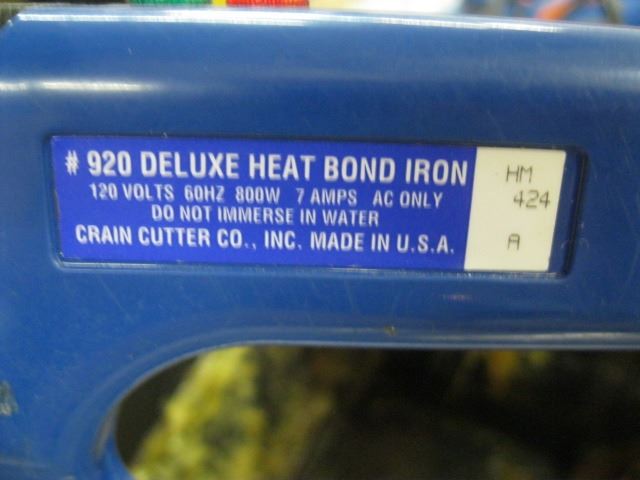 # 920 DELUXE HEAT BOND IRON
120 VOLTS 60HZ 800W 7 AMPS AC ONLY
DO NOT IMMERSE IN WATER
CRAIN CUTTER CO., INC. MADE IN U.S.A.
HM
424
A